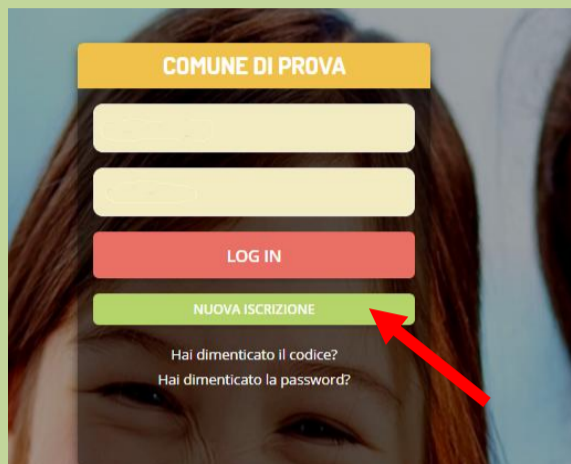 COMUNE DI PROVA
LOG IN
NUOVA ISCRIZIONE
Hai dimenticato il codice?
Hai dimenticato la password?